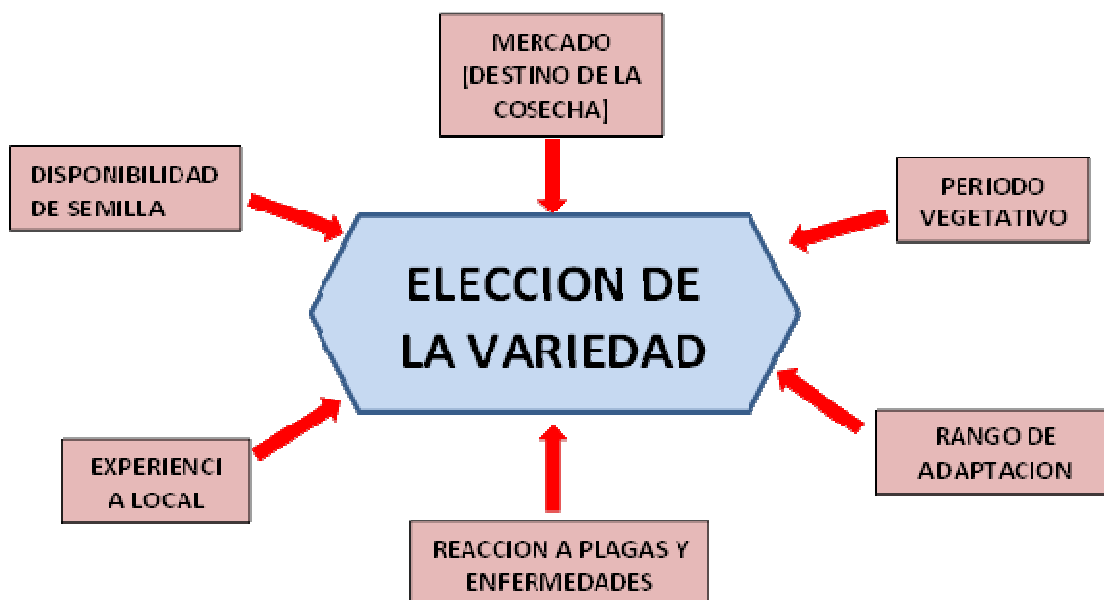 MERCADO
[DESTINO DE LA
COSECHA]
DISPONIBILIDAD
DE SEMILLA
PERIODO
VEGETATIVO
ELECCION DE
LA VARIEDAD
EXPERIENCI
A LOCAL
RANGO DE
ADAPTACION
REACCION A PLAGAS Y
ENFERMEDADES